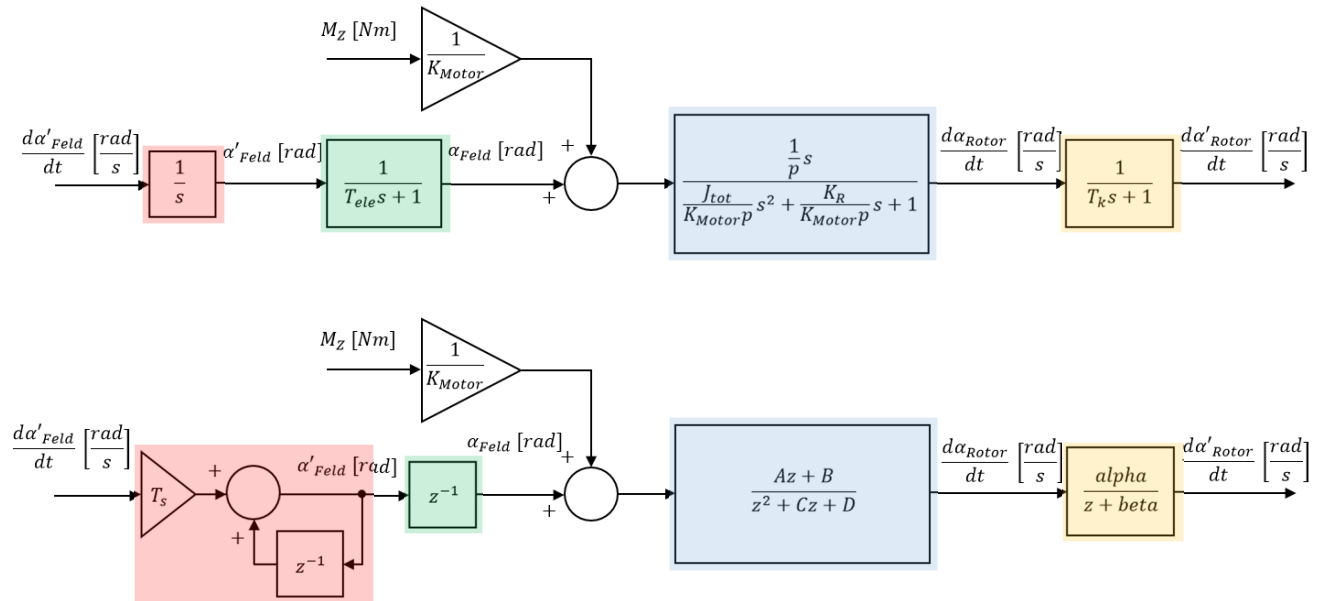 M_Z [Nm]
1/K_Motor
dα'_Feld/dt [rad/s]
1/s
α'_Feld [rad]
1/(T_ele s + 1)
α_Feld [rad]
+
+
(1/p s)/(J_tot/(K_Motor p) s² + K_R/(K_Motor p) s + 1)
dα_Rotor/dt [rad/s]
1/(T_k s + 1)
dα'_Rotor/dt [rad/s]
M_Z [Nm]
1/K_Motor
dα'_Feld/dt [rad/s]
T_s
+
+
z⁻¹
α'_Feld [rad]
z⁻¹
α_Feld [rad]
+
+
(Az + B)/(z² + Cz + D)
dα_Rotor/dt [rad/s]
alpha/(z + beta)
dα'_Rotor/dt [rad/s]